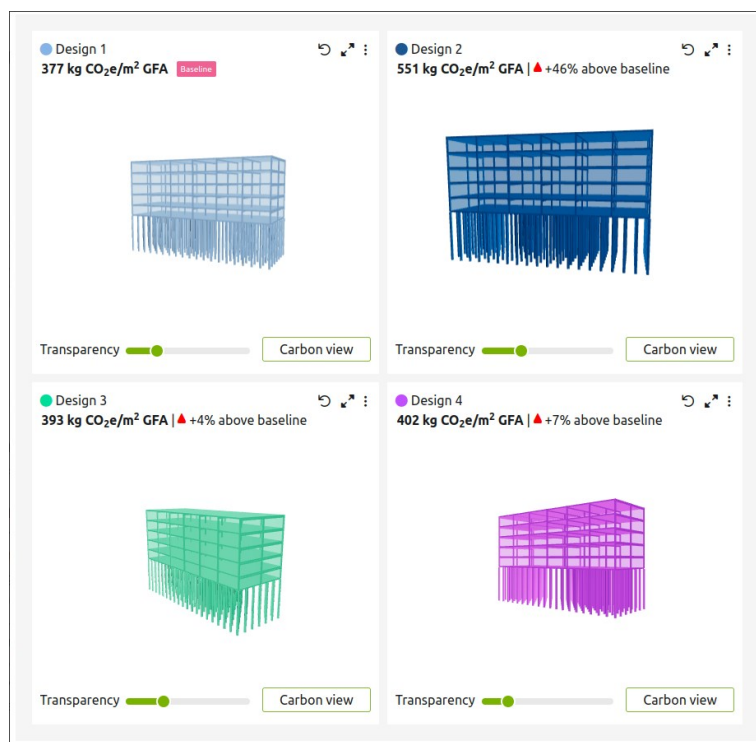 Design 1
377 kg CO₂e/m² GFA Baseline
Design 2
551 kg CO₂e/m² GFA | +46% above baseline
Transparency Carbon view
Transparency Carbon view
Design 3
393 kg CO₂e/m² GFA | +4% above baseline
Design 4
402 kg CO₂e/m² GFA | +7% above baseline
Transparency Carbon view
Transparency Carbon view